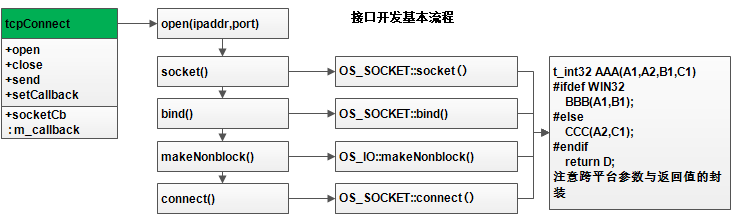 接口开发基本流程
tcpConnect
+open
+close
+send
+setCallback
+socketCb
:m_callback
open(ipaddr,port)
socket()
bind()
makeNonblock()
connect()
OS_SOCKET::socket()
OS_SOCKET::bind()
OS_IO::makeNonblock()
OS_SOCKET::connect()
t_int32 AAA(A1,A2,B1,C1)
#ifdef WIN32
BBB(A1,B1);
#else
CCC(A2,C1);
#endif
return D;
注意跨平台参数与返回值的封
装